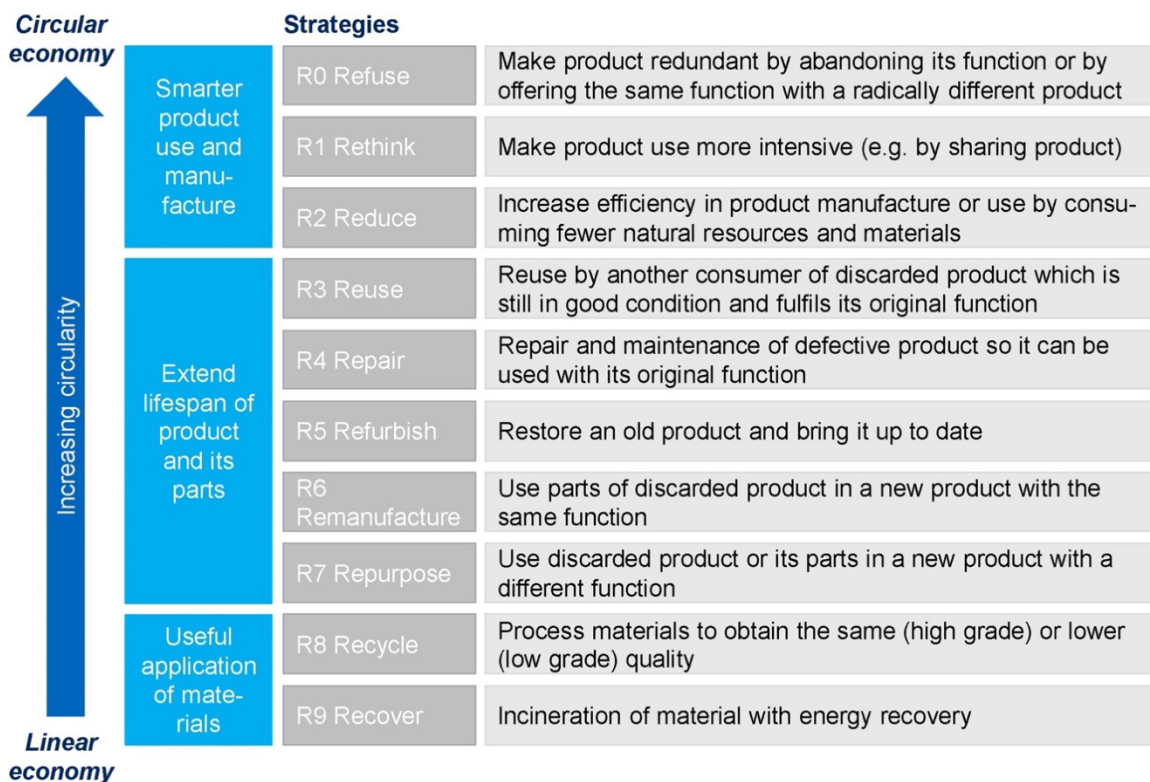 Circular
economy
Strategies
Smarter
product
use and
manu-
facture
R0 Refuse
Make product redundant by abandoning its function or by
offering the same function with a radically different product
R1 Rethink
Make product use more intensive (e.g. by sharing product)
R2 Reduce
Increase efficiency in product manufacture or use by consu-
ming fewer natural resources and materials
Increasing circularity
Extend
lifespan of
product
and its
parts
R3 Reuse
Reuse by another consumer of discarded product which is
still in good condition and fulfils its original function
R4 Repair
Repair and maintenance of defective product so it can be
used with its original function
R5 Refurbish
Restore an old product and bring it up to date
R6
Remanufacture
Use parts of discarded product in a new product with the
same function
R7 Repurpose
Use discarded product or its parts in a new product with a
different function
Useful
application
of mate-
rials
R8 Recycle
Process materials to obtain the same (high grade) or lower
(low grade) quality
R9 Recover
Incineration of material with energy recovery
Linear
economy